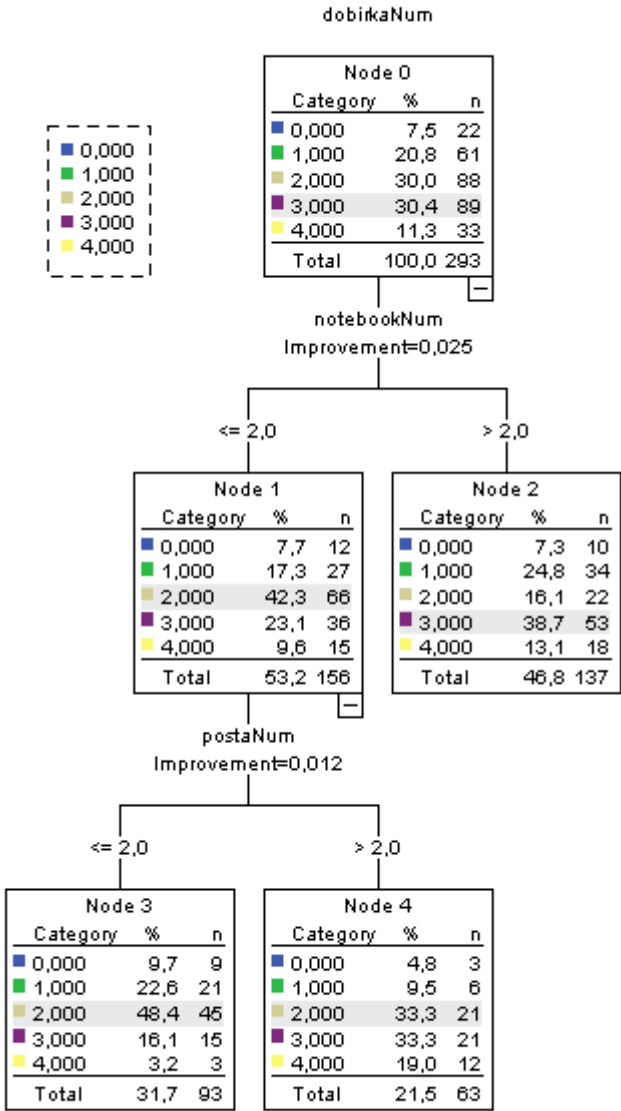 dobirkaNum
Node 0
Category % n
0,000 7,5 22
1,000 20,8 61
2,000 30,0 88
3,000 30,4 89
4,000 11,3 33
Total 100,0 293
0,000
1,000
2,000
3,000
4,000
notebookNum
Improvement=0,025
<= 2,0
> 2,0
Node 1
Category % n
0,000 7,7 12
1,000 17,3 27
2,000 42,3 66
3,000 23,1 36
4,000 9,6 15
Total 53,2 156
Node 2
Category % n
0,000 7,3 10
1,000 24,8 34
2,000 16,1 22
3,000 38,7 53
4,000 13,1 18
Total 46,8 137
postaNum
Improvement=0,012
<= 2,0
> 2,0
Node 3
Category % n
0,000 9,7 9
1,000 22,6 21
2,000 48,4 45
3,000 16,1 15
4,000 3,2 3
Total 31,7 93
Node 4
Category % n
0,000 4,8 3
1,000 9,5 6
2,000 33,3 21
3,000 33,3 21
4,000 19,0 12
Total 21,5 63